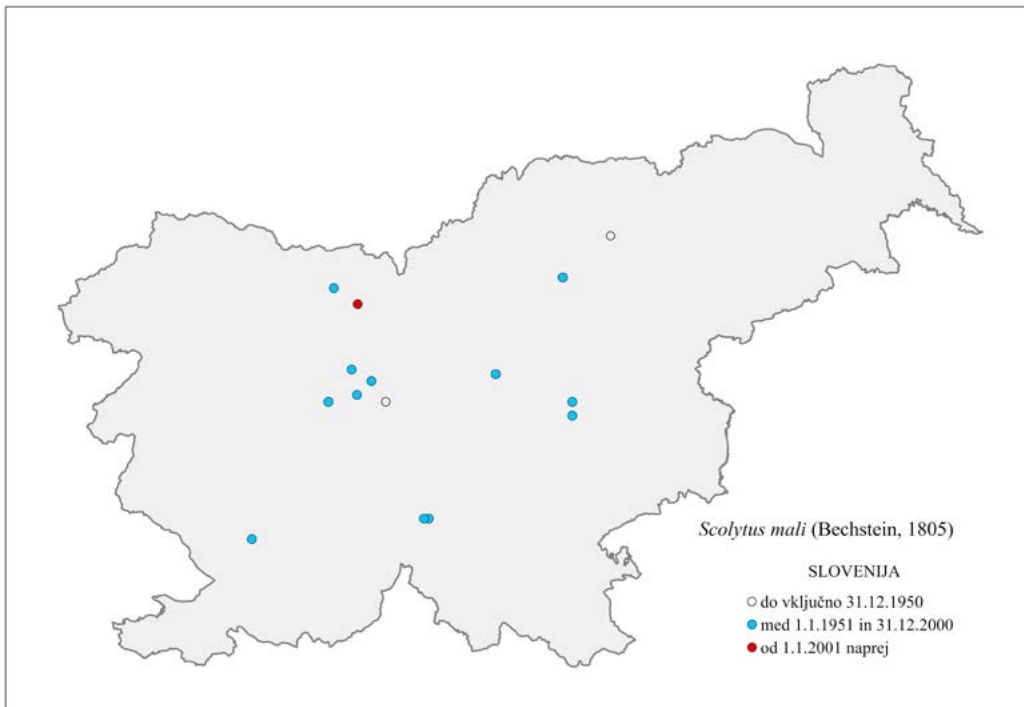 Scolytus mali (Bechstein, 1805)
SLOVENIJA
do vključno 31.12.1950
med 1.1.1951 in 31.12.2000
od 1.1.2001 naprej